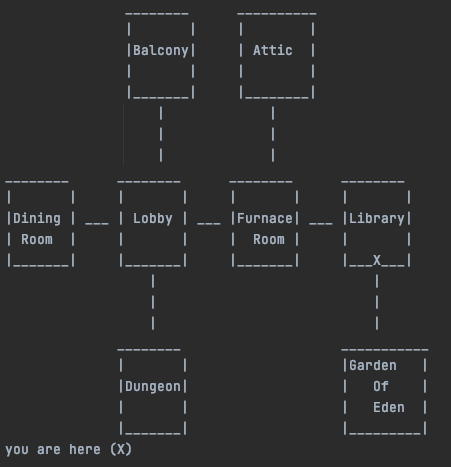 Balcony
Attic
Dining Room
Lobby
Furnace Room
Library
X
Dungeon
Garden
Of
Eden
you are here (X)